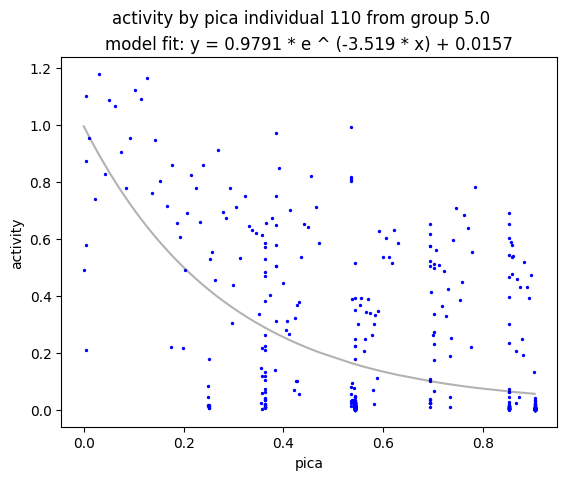 activity by pica individual 110 from group 5.0
model fit: y = 0.9791 * e ^ (-3.519 * x) + 0.0157
1.2
1.0
0.8
0.6
0.4
0.2
0.0
activity
0.0 0.2 0.4 0.6 0.8
pica